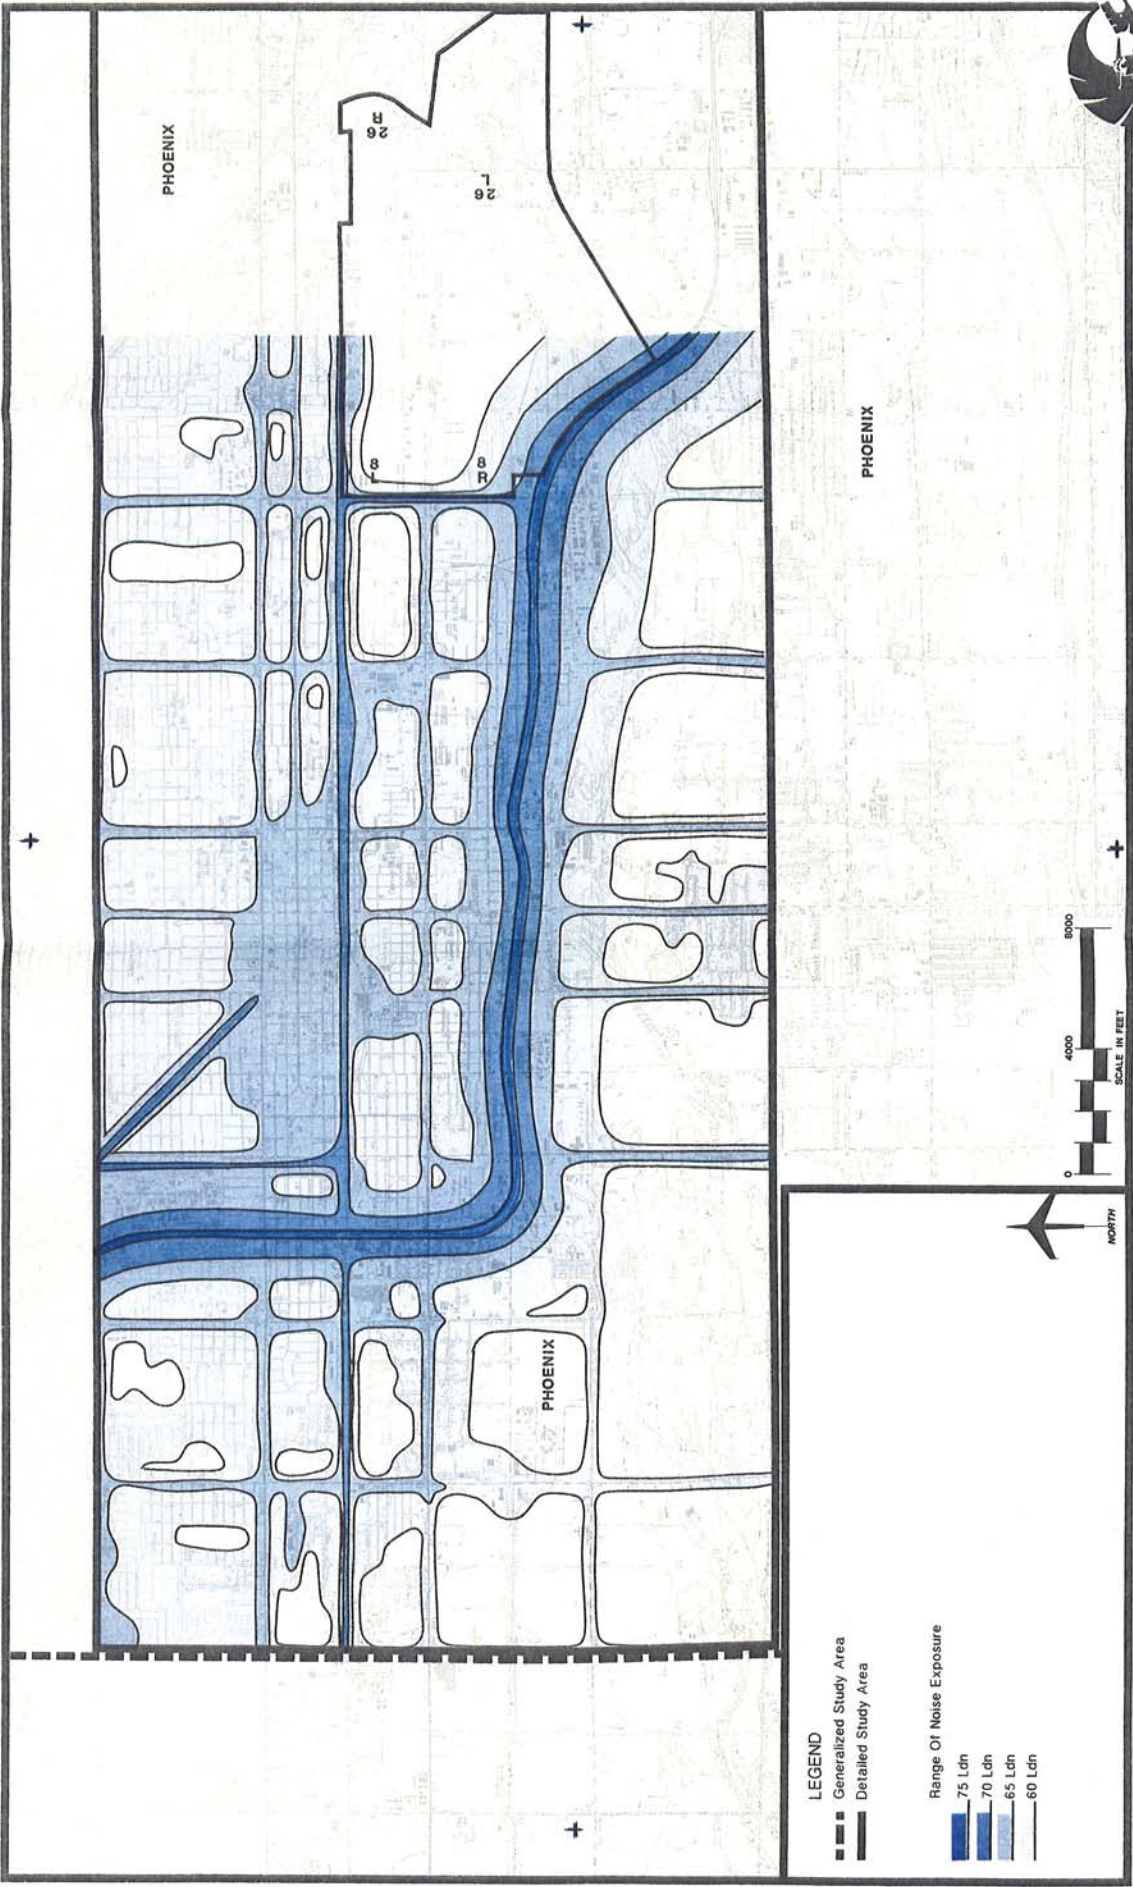 PHOENIX
26
R
26
L
8
L
8
R
PHOENIX
PHOENIX
LEGEND
Generalized Study Area
Detailed Study Area
Range Of Noise Exposure
75 Ldn
70 Ldn
65 Ldn
60 Ldn
0 4000 8000
SCALE IN FEET
NORTH